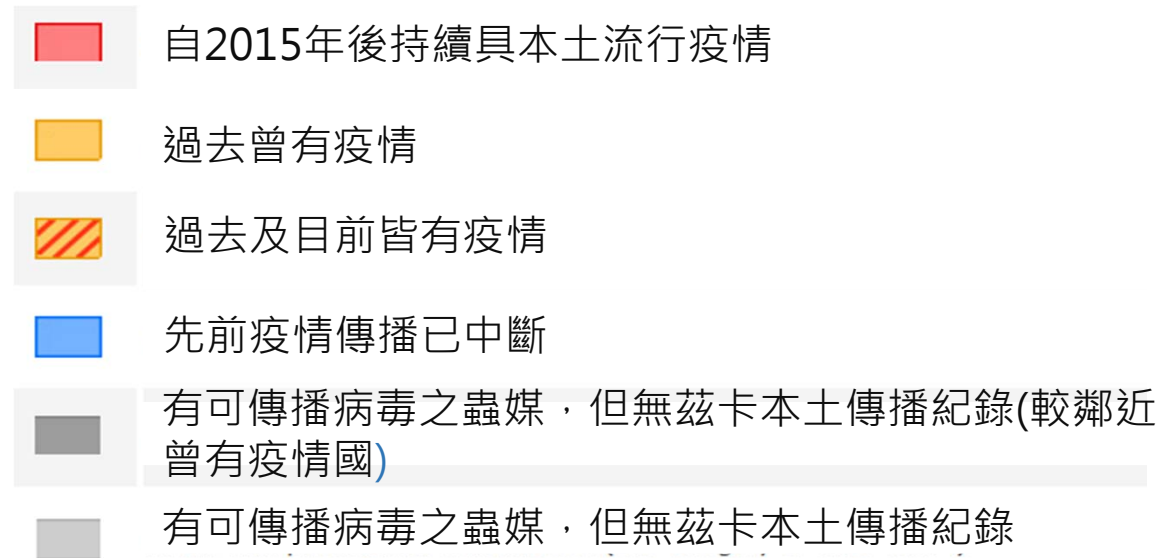 自2015年後持續具本土流行疫情
過去曾有疫情
過去及目前皆有疫情
先前疫情傳播已中斷
有可傳播病毒之蟲媒，但無茲卡本土傳播紀錄(較鄰近
曾有疫情國)
有可傳播病毒之蟲媒，但無茲卡本土傳播紀錄